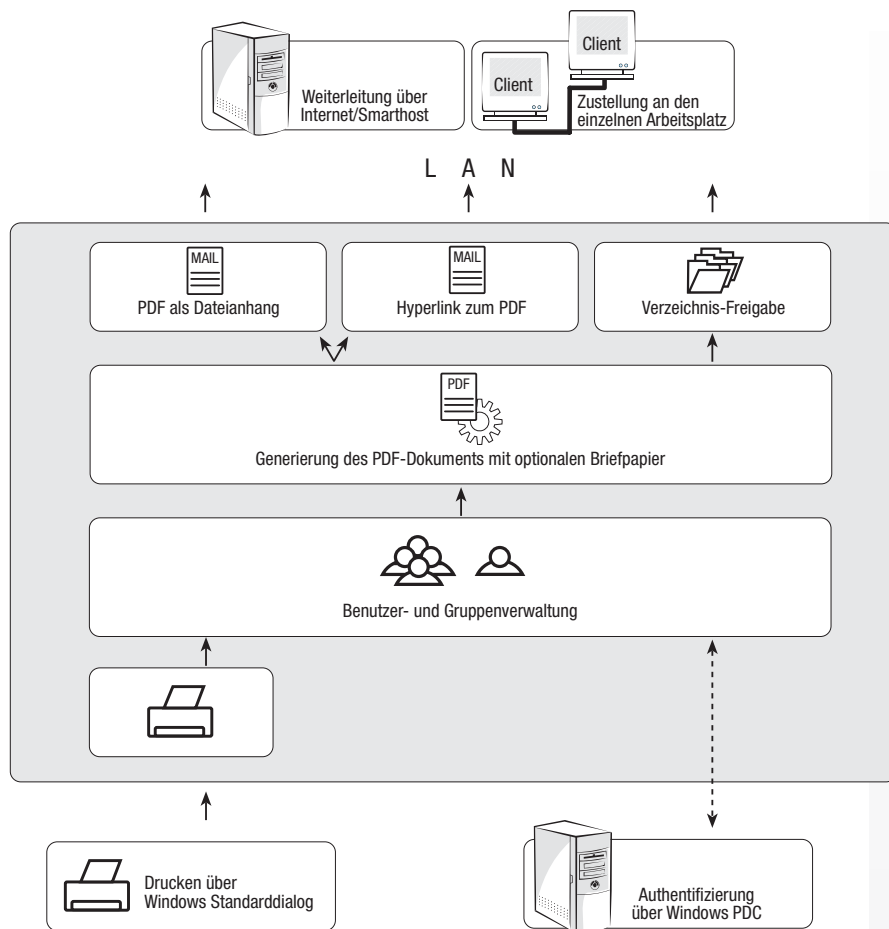 Client
Client
Weiterleitung über
Internet/Smarthost
Zustellung an den
einzelnen Arbeitsplatz
L A N
MAIL
PDF als Dateianhang
MAIL
Hyperlink zum PDF
Verzeichnis-Freigabe
PDF
Generierung des PDF-Dokuments mit optionalen Briefpapier
Benutzer- und Gruppenverwaltung
Drucken über
Windows Standarddialog
Authentifizierung
über Windows PDC